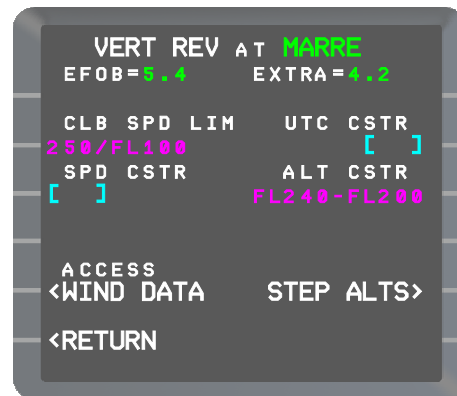 VERT REV AT MARRE
EFOB=5.4 EXTRA=4.2
CLB SPD LIM UTC CSTR
250/FL100 [ ]
SPD CSTR ALT CSTR
[ ] FL240-FL200
ACCESS
<WIND DATA STEP ALTS>
<RETURN